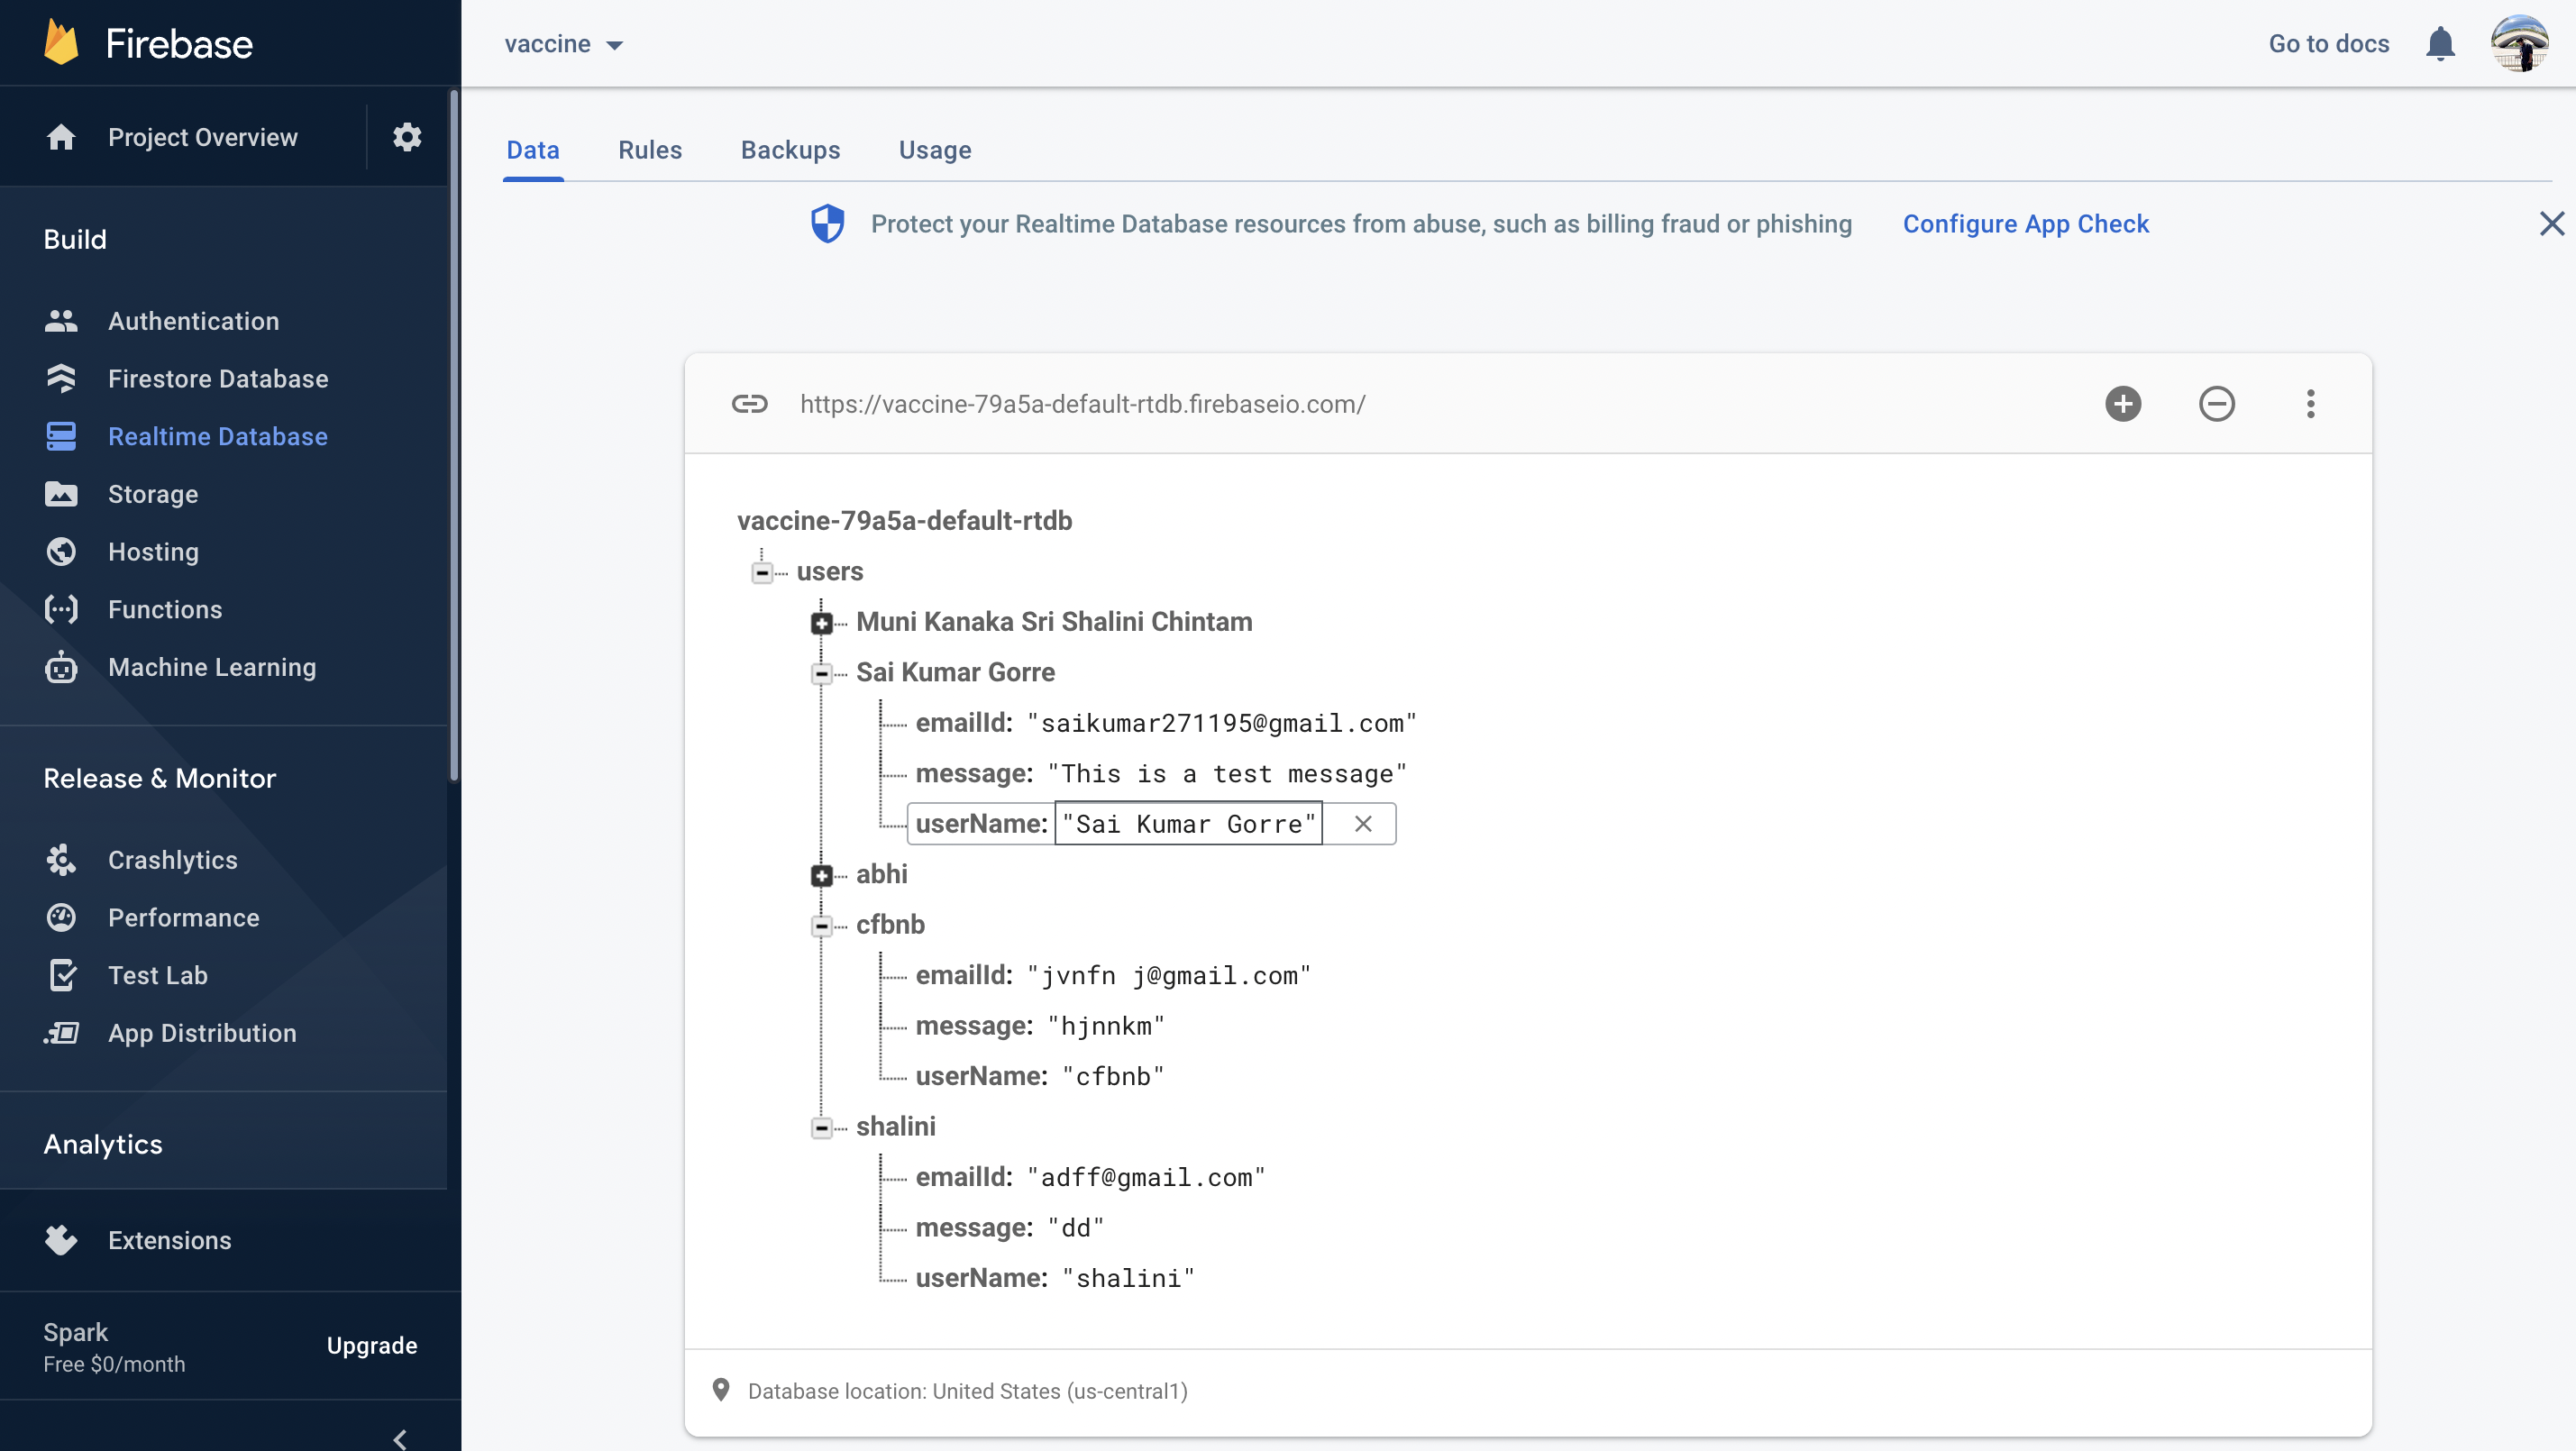 Firebase
Project Overview
Build
Authentication
Firestore Database
Realtime Database
Storage
Hosting
Functions
Machine Learning
Release & Monitor
Crashlytics
Performance
Test Lab
App Distribution
Analytics
Extensions
Spark
Free $0/month
Upgrade
vaccine
Go to docs
Data Rules Backups Usage
Protect your Realtime Database resources from abuse, such as billing fraud or phishing Configure App Check
https://vaccine-79a5a-default-rtdb.firebaseio.com/
vaccine-79a5a-default-rtdb
users
Muni Kanaka Sri Shalini Chintam
Sai Kumar Gorre
emailId: "saikumar271195@gmail.com"
message: "This is a test message"
userName: "Sai Kumar Gorre"
abhi
cfbnb
emailId: "jvnfn j@gmail.com"
message: "hjnnkm"
userName: "cfbnb"
shalini
emailId: "adff@gmail.com"
message: "dd"
userName: "shalini"
Database location: United States (us-central1)